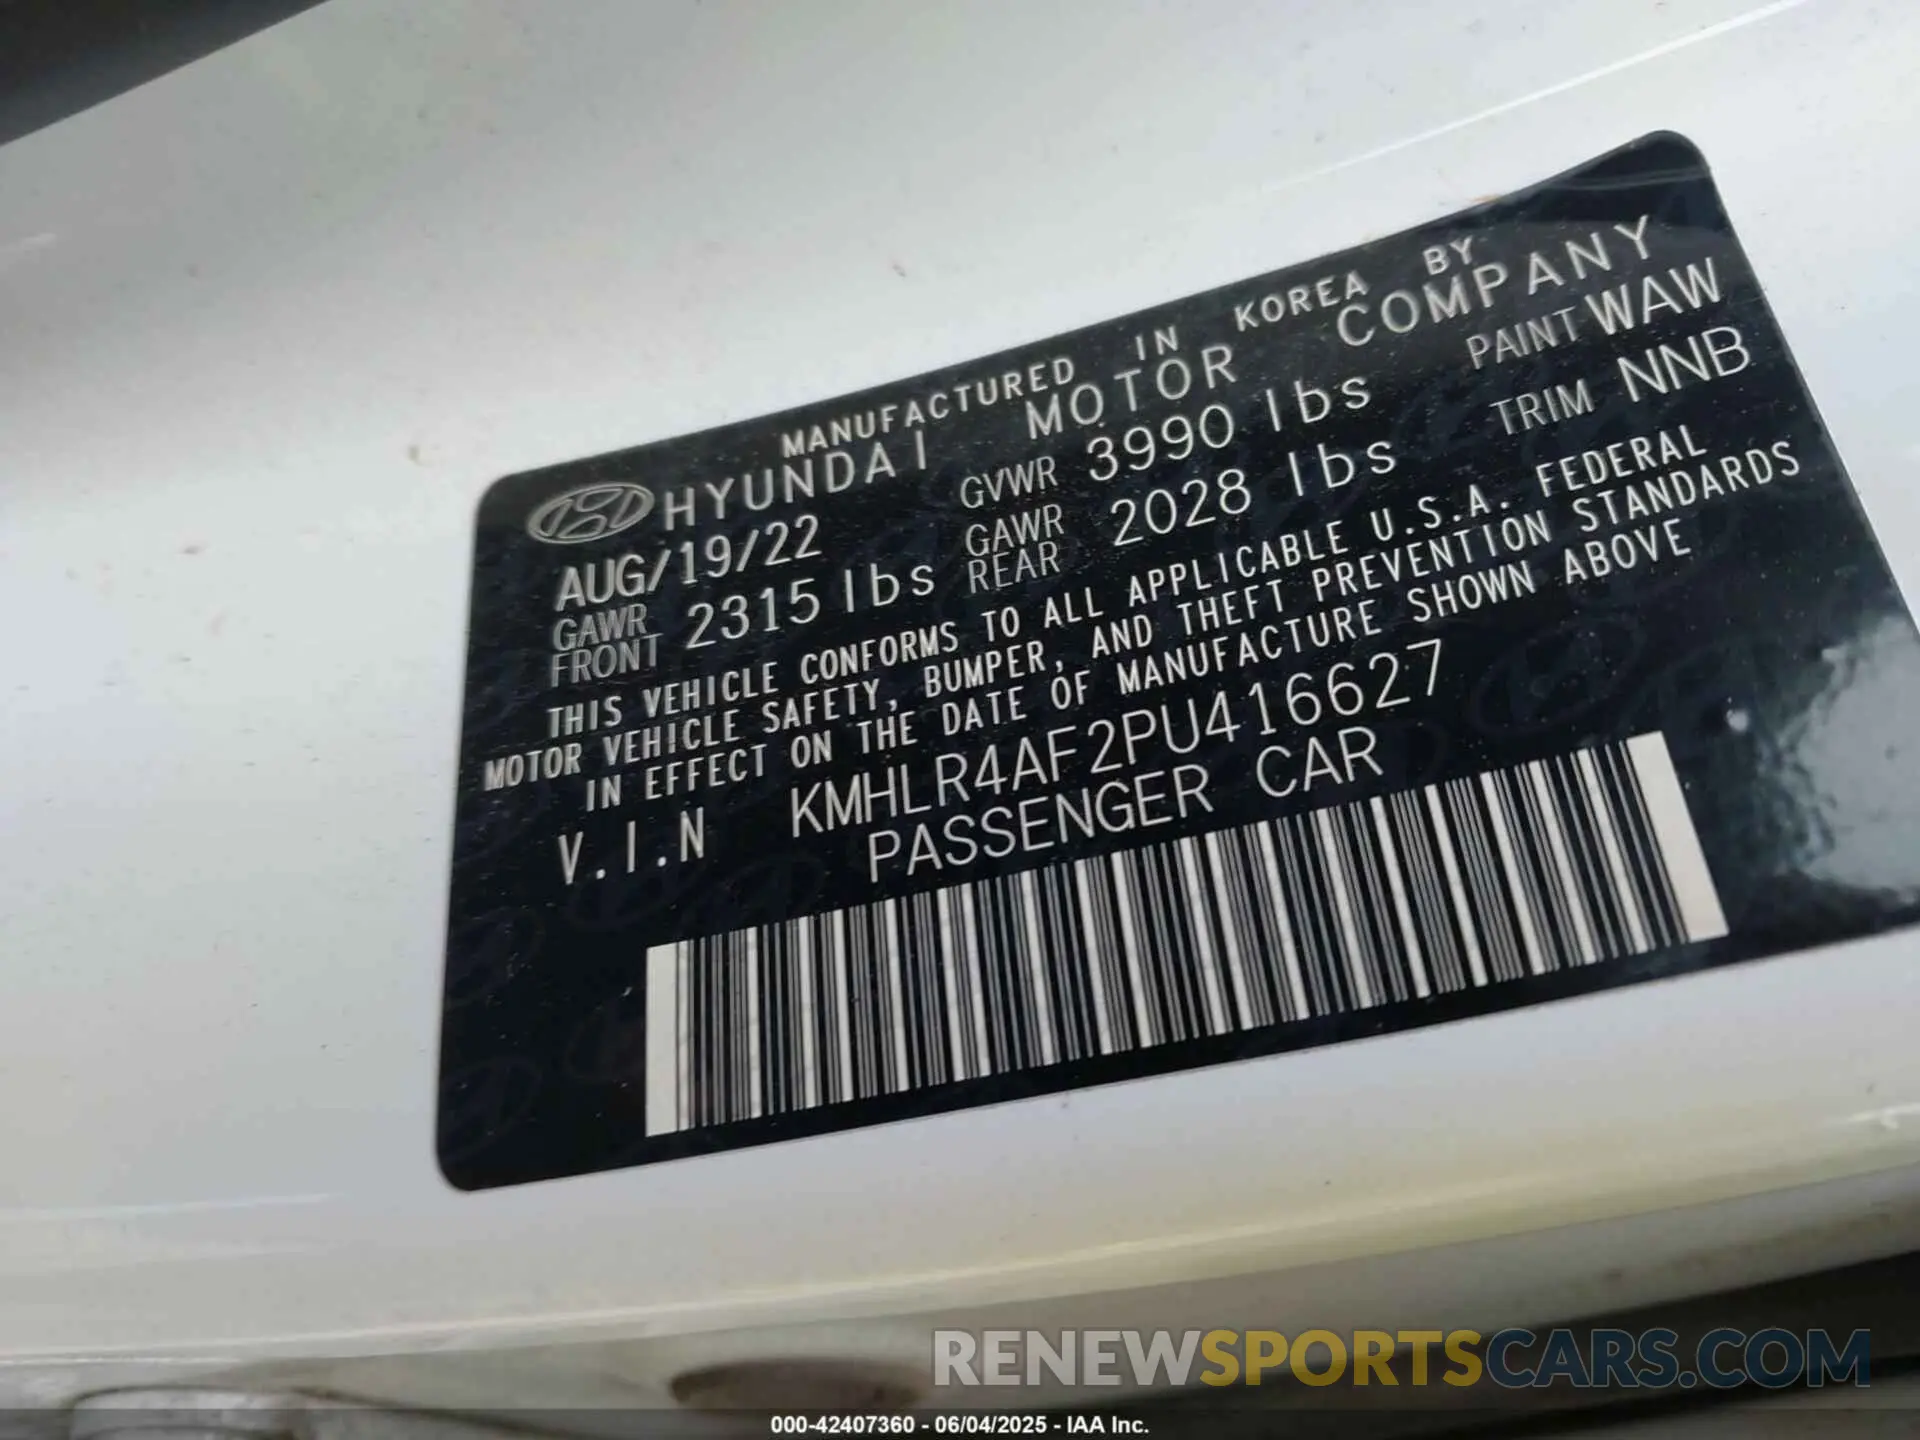 MANUFACTURED IN KOREA BY
HYUNDAI MOTOR COMPANY
AUG/19/22 GVWR 3990 lbs PAINT WAW
GAWR FRONT 2315 lbs GAWR REAR 2028 lbs TRIM NNB
THIS VEHICLE CONFORMS TO ALL APPLICABLE U.S.A. FEDERAL
MOTOR VEHICLE SAFETY, BUMPER, AND THEFT PREVENTION STANDARDS
IN EFFECT ON THE DATE OF MANUFACTURE SHOWN ABOVE
V.I.N KMHLR4AF2PU416627
PASSENGER CAR
RENEWSPORTSCARS.COM
000-42407360 - 06/04/2025 - IAA Inc.